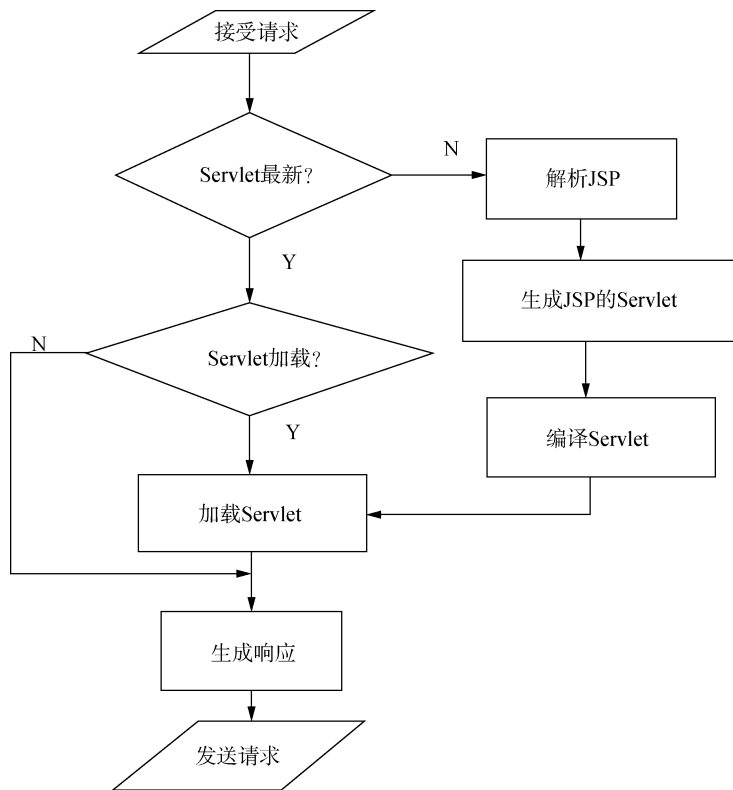 接受请求
Servlet最新?
N
解析JSP
Y
生成JSP的Servlet
N
Servlet加载?
Y
编译Servlet
加载Servlet
生成响应
发送请求